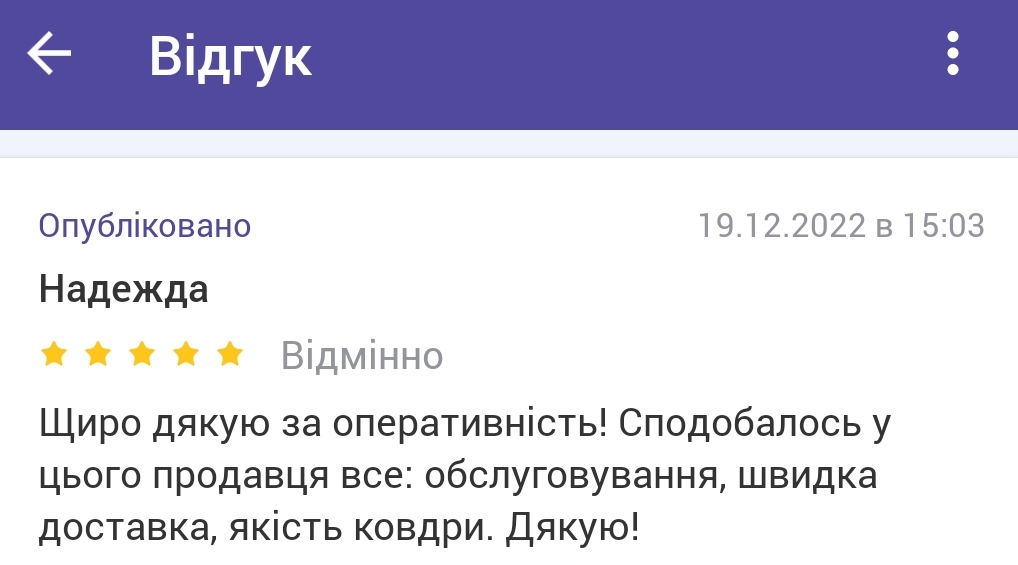 Відгук
Опубліковано 19.12.2022 в 15:03
Надежда
Відмінно
Щиро дякую за оперативність! Сподобалось у
цього продавця все: обслуговування, швидка
доставка, якість ковдри. Дякую!